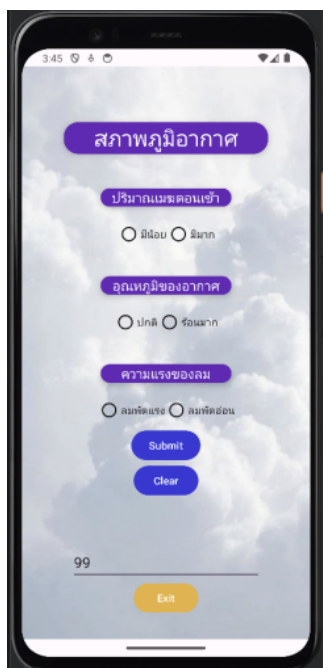 3:45
สภาพภูมิอากาศ
ปริมาณเมฆตอนเช้า
มีน้อย มีมาก
อุณหภูมิของอากาศ
ปกติ ร้อนมาก
ความแรงของลม
ลมพัดแรง ลมพัดอ่อน
Submit
Clear
99
Exit